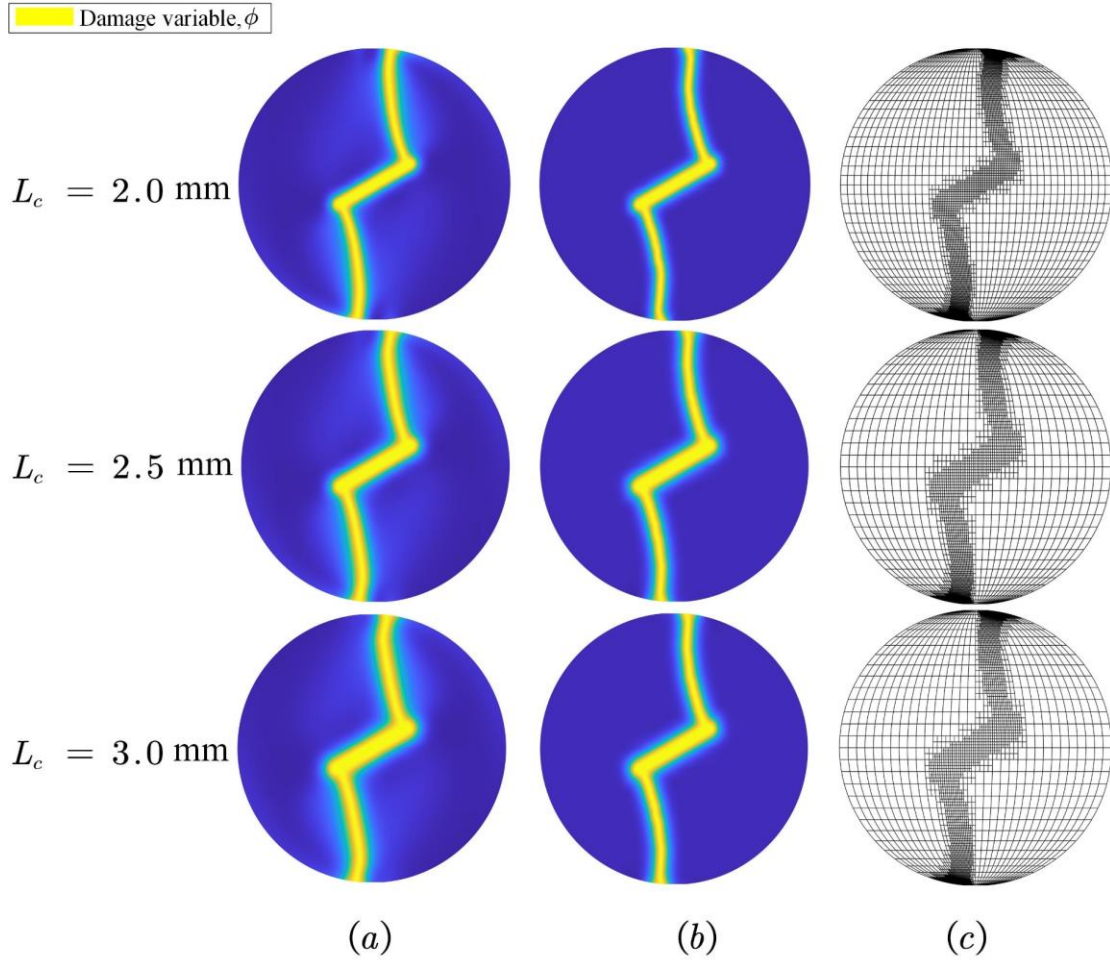 Damage variable, ϕ
L_c = 2.0 mm
L_c = 2.5 mm
L_c = 3.0 mm
(a) (b) (c)